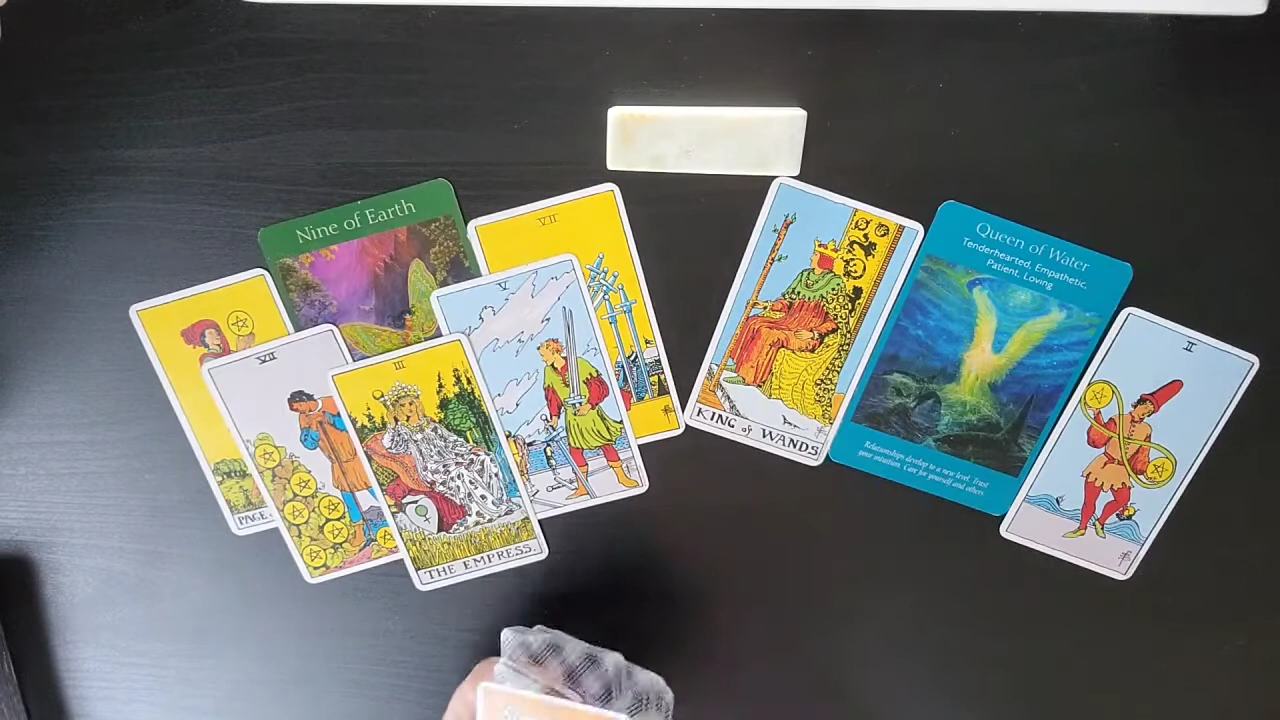 Nine of Earth
VII
PAGE
VII
III
THE EMPRESS.
V
KING of WANDS
Queen of Water
Tenderhearted, Empathetic,
Patient, Loving
Relationships develop to a new level. Trust
your intuition. Care for yourself and others.
II